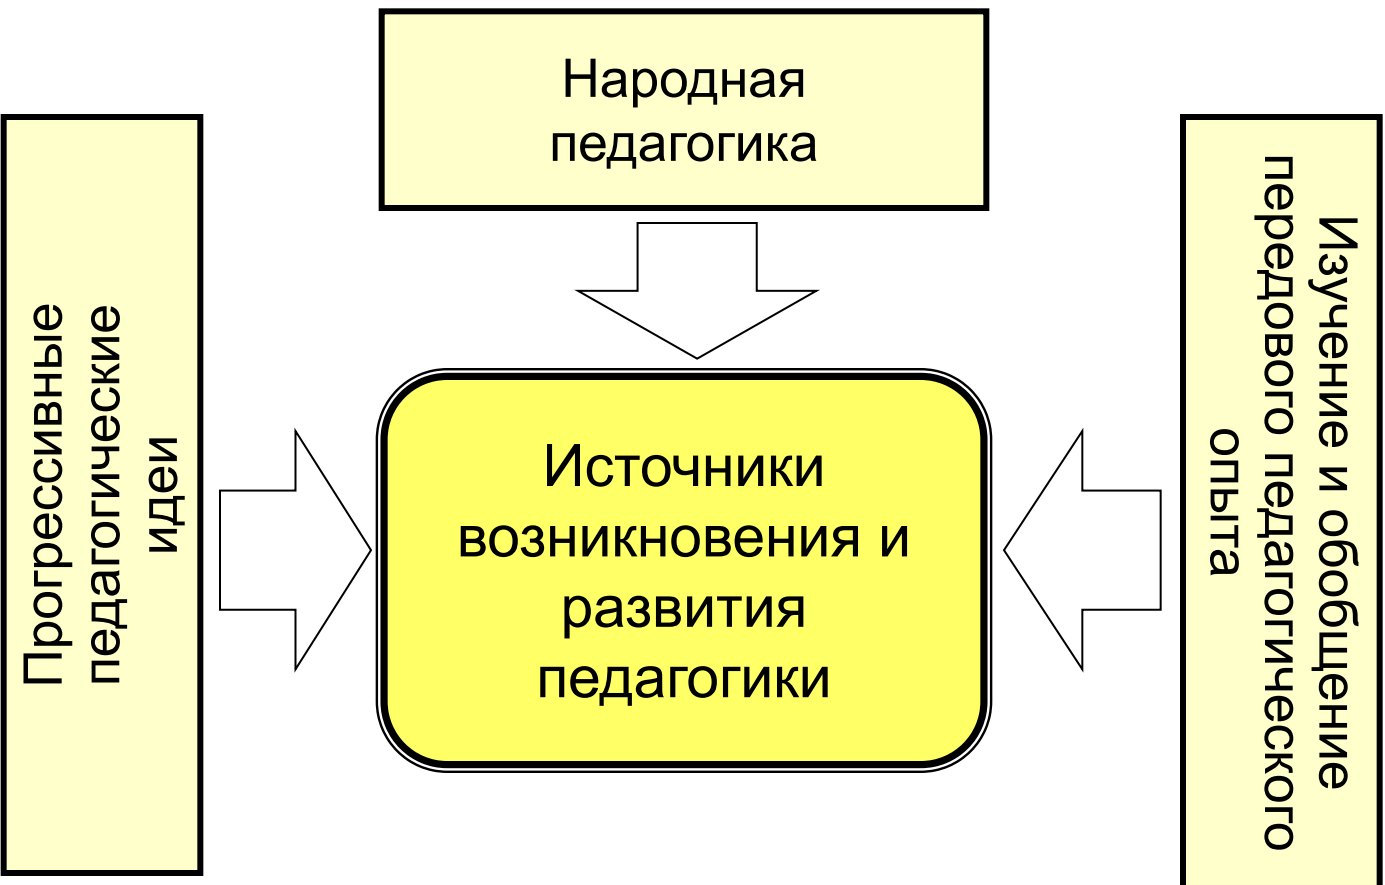 Народная
педагогика
Прогрессивные
педагогические
идеи
Источники
возникновения и
развития
педагогики
Изучение и обобщение
передового педагогического
опыта